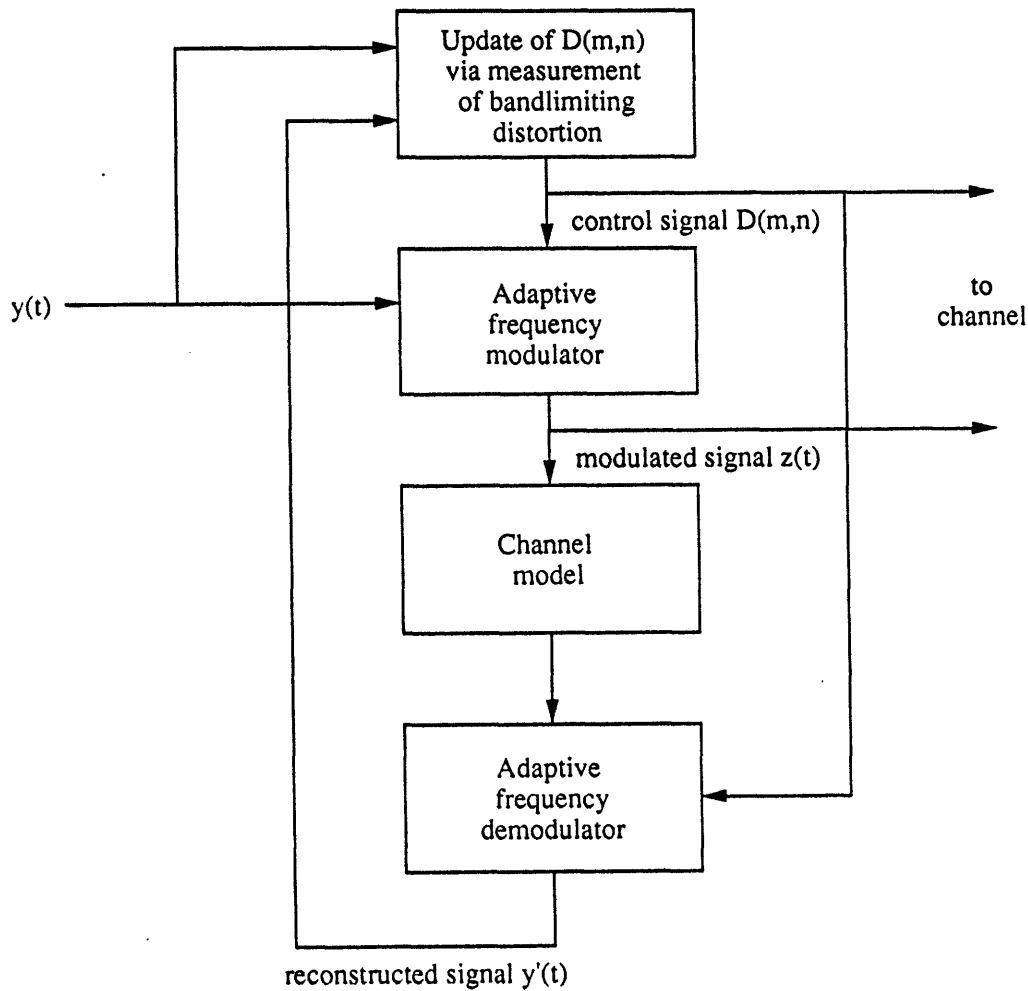 Update of D(m,n)
via measurement
of bandlimiting
distortion
control signal D(m,n)
y(t)
Adaptive
frequency
modulator
to
channel
modulated signal z(t)
Channel
model
Adaptive
frequency
demodulator
reconstructed signal y'(t)